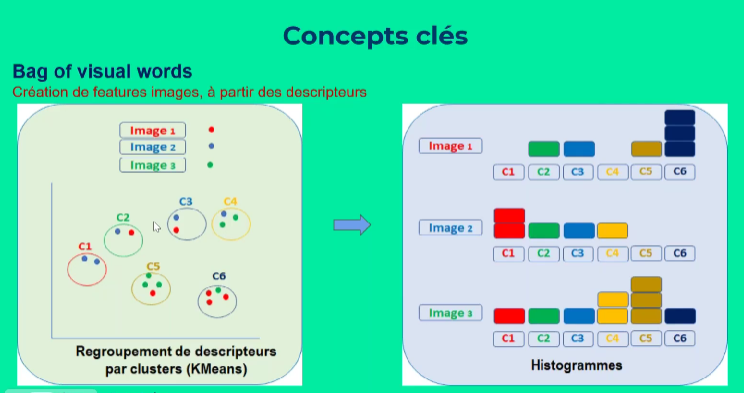 Concepts clés
Bag of visual words
Création de features images, à partir des descripteurs
Image 1
Image 2
Image 3
C1
C2
C3
C4
C5
C6
Regroupement de descripteurs
par clusters (KMeans)
Image 1
C1 C2 C3 C4 C5 C6
Image 2
C1 C2 C3 C4 C5 C6
Image 3
C1 C2 C3 C4 C5 C6
Histogrammes